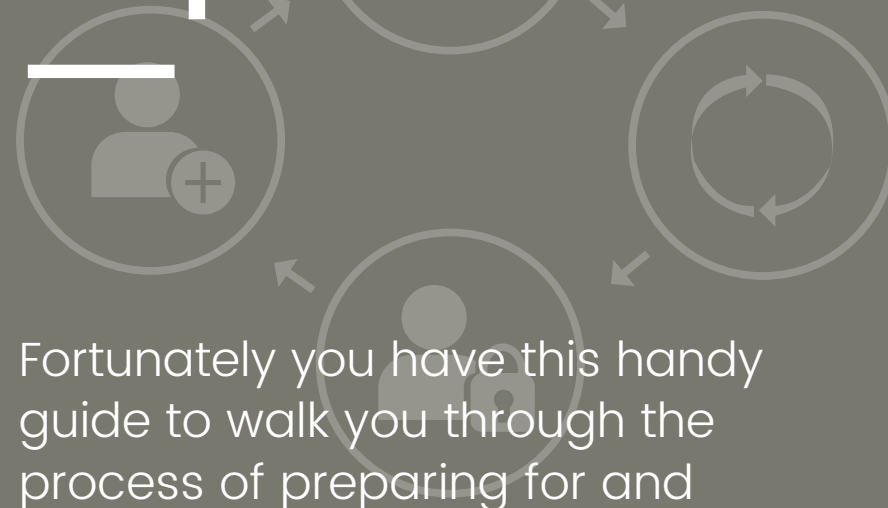 Fortunately you have this handy
guide to walk you through the
process of preparing for and